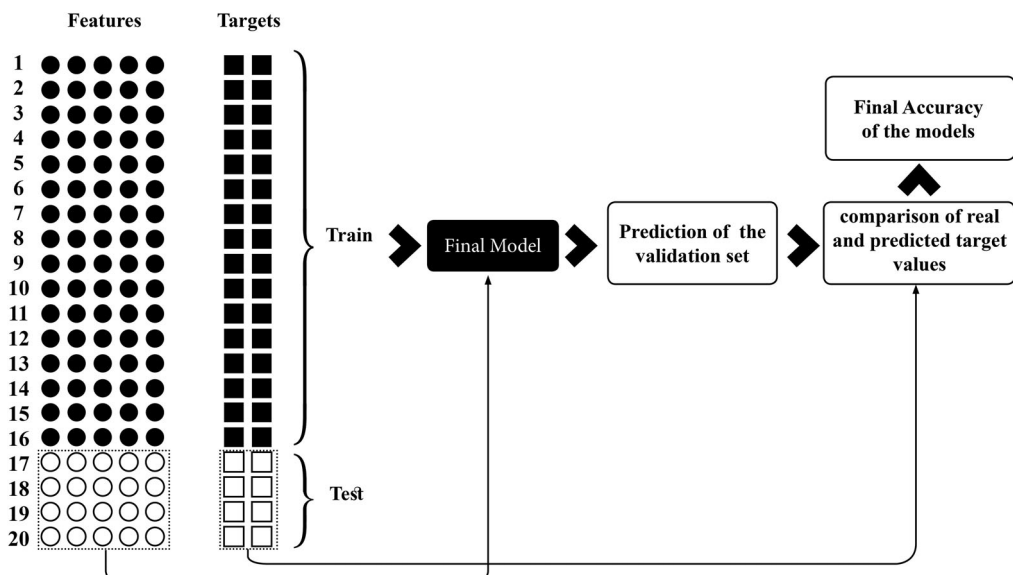 Features Targets
1
2
3
4
5
6
7
8
9
10
11
12
13
14
15
16
17
18
19
20
Train
Test
Final Model
Prediction of the
validation set
comparison of real
and predicted target
values
Final Accuracy
of the models